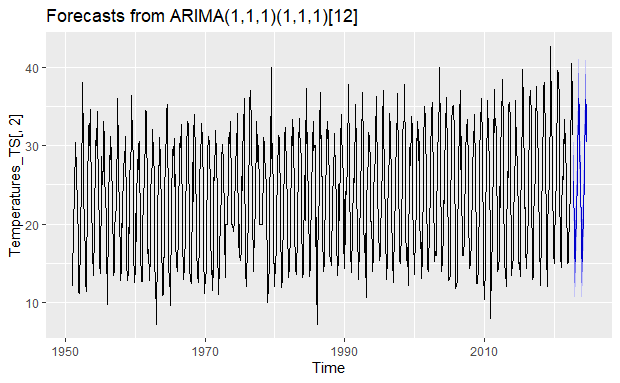 Forecasts from ARIMA(1,1,1)(1,1,1)[12]
40
30
20
10
Temperatures_TS[, 2]
1950
1970
1990
2010
Time